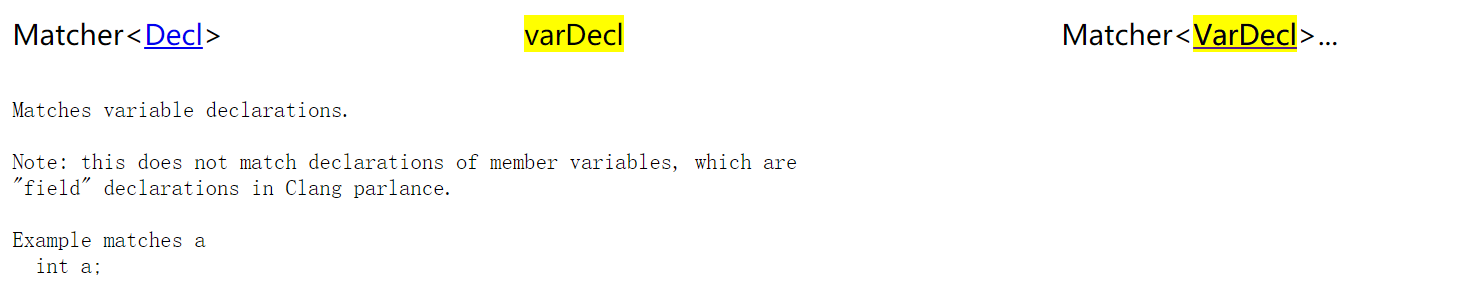 Matcher<Decl> varDecl Matcher<VarDecl>...
Matches variable declarations.
Note: this does not match declarations of member variables, which are
"field" declarations in Clang parlance.
Example matches a
int a;